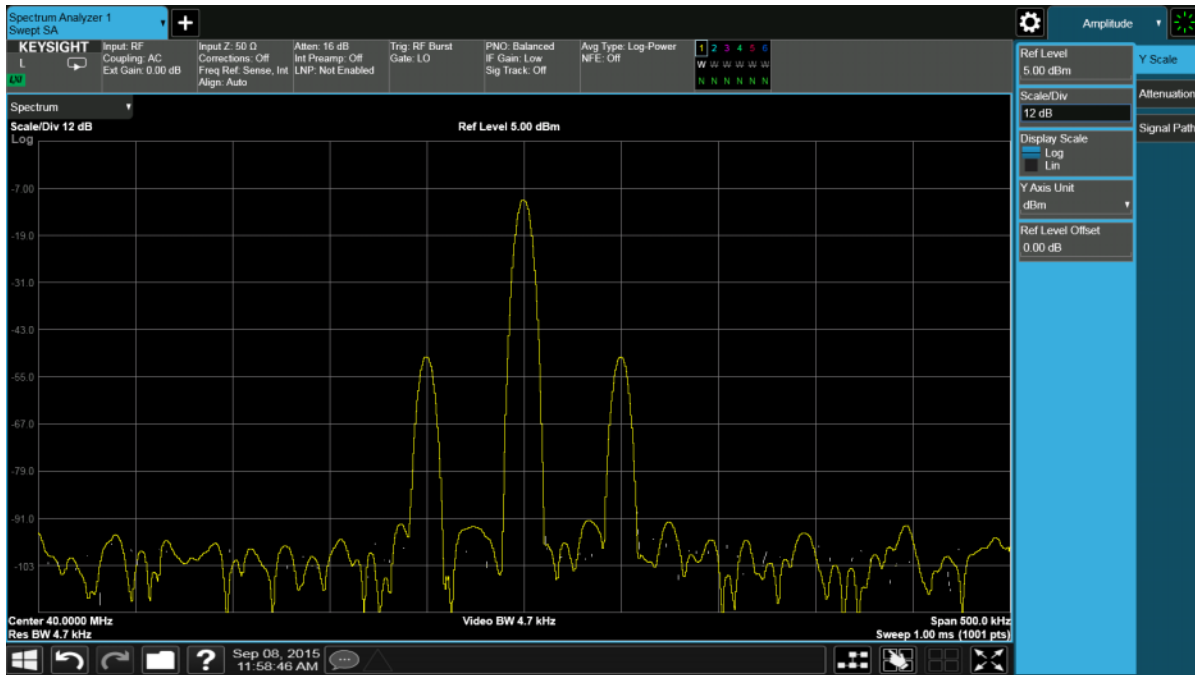 Spectrum Analyzer 1
Swept SA
Amplitude
KEYSIGHT
L
LXI
Input: RF
Coupling: AC
Ext Gain: 0.00 dB
Input Z: 50 Ω
Corrections: Off
Freq Ref: Sense, Int
Align: Auto
Atten: 16 dB
Int Preamp: Off
LNP: Not Enabled
Trig: RF Burst
Gate: LO
PNO: Balanced
IF Gain: Low
Sig Track: Off
Avg Type: Log-Power
NFE: Off
1 2 3 4 5 6
W W W W W W
N N N N N N
Spectrum
Scale/Div 12 dB
Ref Level 5.00 dBm
Log
-7.00
-19.0
-31.0
-43.0
-55.0
-67.0
-79.0
-91.0
-103
Center 40.0000 MHz
Video BW 4.7 kHz
Span 500.0 kHz
Res BW 4.7 kHz
Sweep 1.00 ms (1001 pts)
Ref Level
5.00 dBm
Scale/Div
12 dB
Display Scale
Log
Lin
Y Axis Unit
dBm
Ref Level Offset
0.00 dB
Y Scale
Attenuation
Signal Path
?
Sep 08, 2015
11:58:46 AM